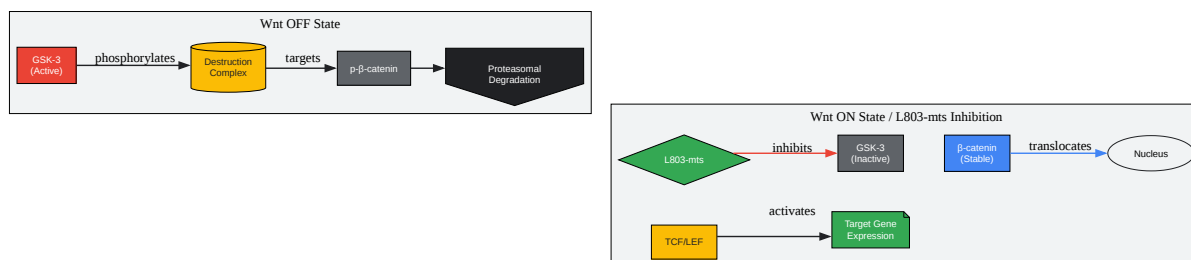 Wnt OFF State
GSK-3
(Active)
phosphorylates
Destruction
Complex
targets
p-β-catenin
Proteasomal
Degradation
Wnt ON State / L803-mts Inhibition
L803-mts
inhibits
GSK-3
(Inactive)
β-catenin
(Stable)
translocates
Nucleus
TCF/LEF
activates
Target Gene
Expression